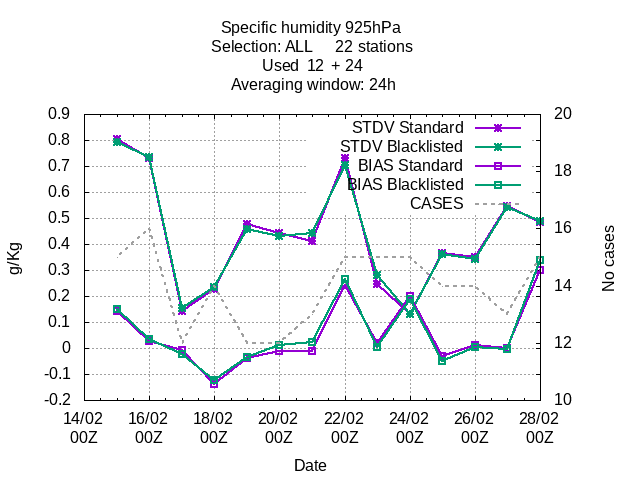 Specific humidity 925hPa
Selection: ALL 22 stations
Used 12 + 24
Averaging window: 24h
STDV Standard
STDV Blacklisted
BIAS Standard
BIAS Blacklisted
CASES
0.9
0.8
0.7
0.6
0.5
0.4
0.3
0.2
0.1
0
-0.1
-0.2
g/Kg
20
18
16
14
12
10
No cases
14/02 16/02 18/02 20/02 22/02 24/02 26/02 28/02
00Z 00Z 00Z 00Z 00Z 00Z 00Z 00Z
Date